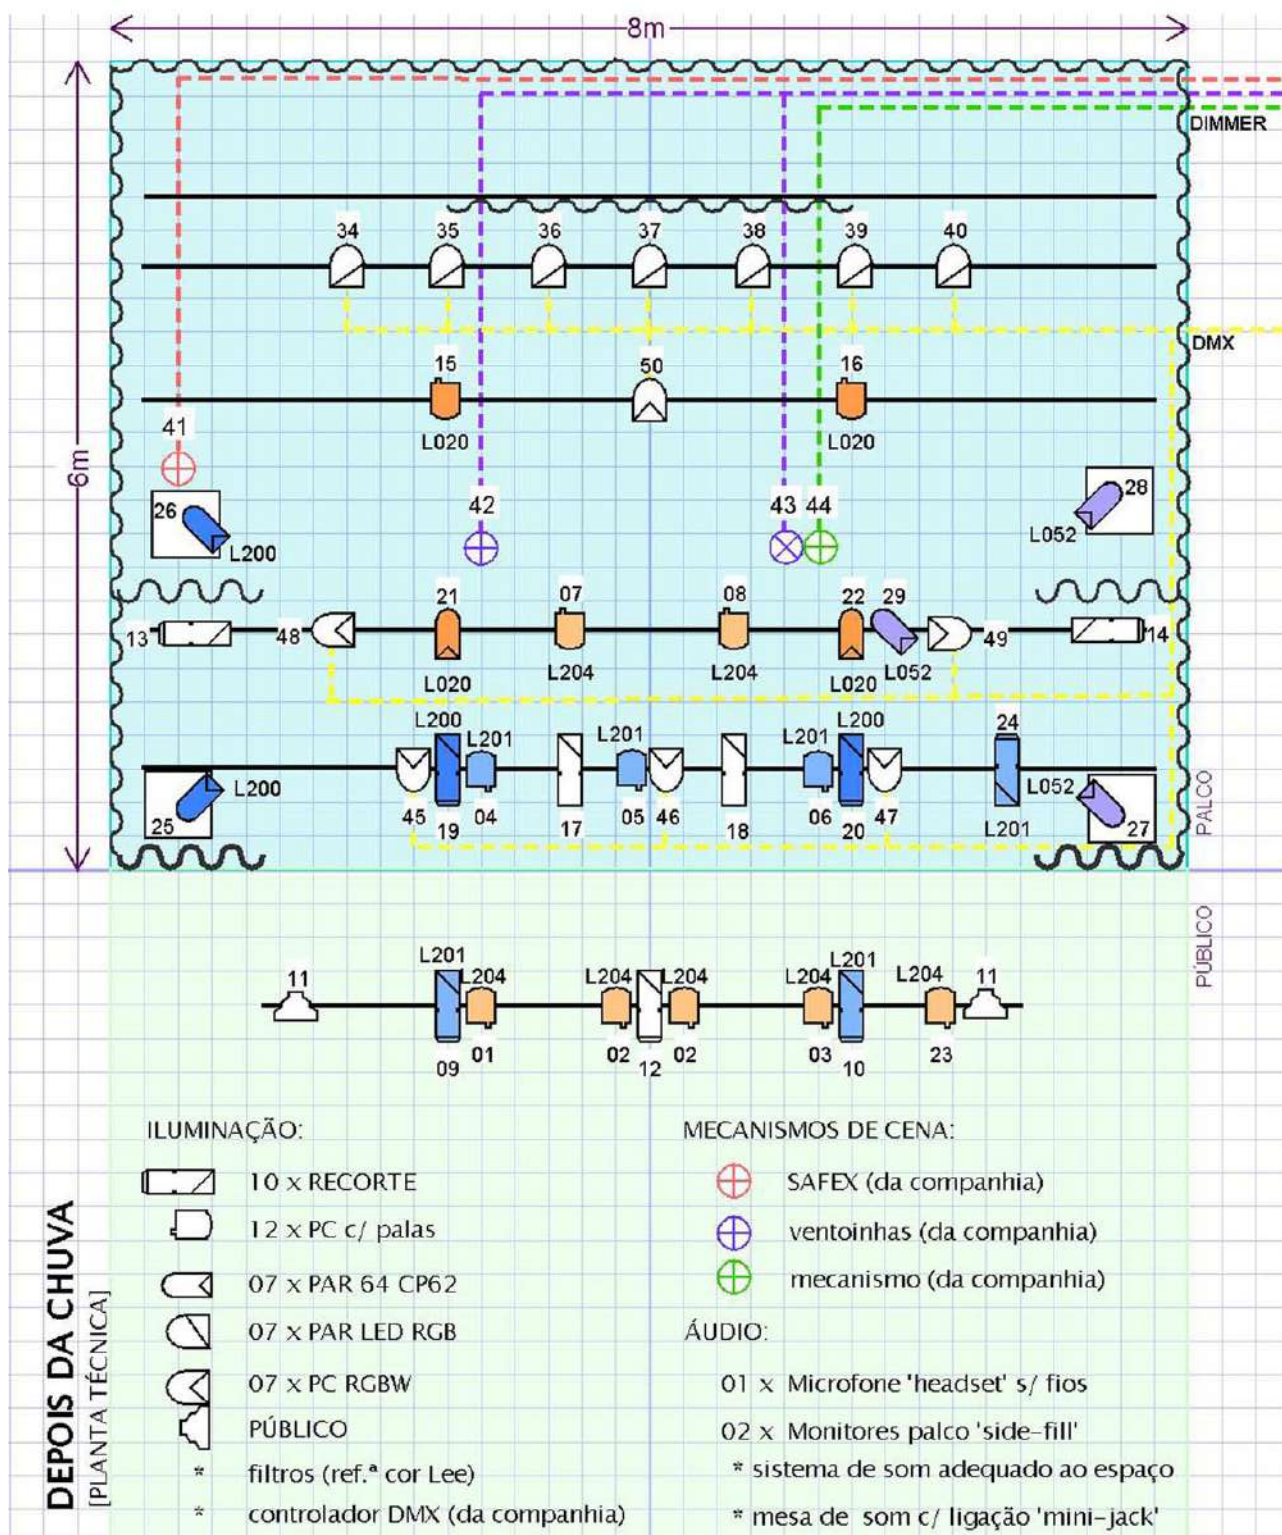 8m
DIMMER
34 35 36 37 38 39 40
DMX
15 50 16
41
L020 L020
6m
26 42 43 44 28
L200 L052
21 07 08 22 29
13 48 49 14
L204 L204 L052
L020 L020
L200 L201 L201 L201 L200 24
L200 L052
25 45 04 17 05 46 18 06 47 27
19 20 L201
PALCO
PÚBLICO
L201 L204 L204 L204 L204 L201 L204
11 11
01 02 02 03 23
09 12 10
DEPOIS DA CHUVA
[PLANTA TÉCNICA]
ILUMINAÇÃO:
10 x RECORTE
12 x PC c/ palas
07 x PAR 64 CP62
07 x PAR LED RGB
07 x PC RGBW
PÚBLICO
* filtros (ref.ª cor Lee)
* controlador DMX (da companhia)
MECANISMOS DE CENA:
SAFEX (da companhia)
ventoinhas (da companhia)
mecanismo (da companhia)
ÁUDIO:
01 x Microfone 'headset' s/ fios
02 x Monitores palco 'side-fill'
* sistema de som adequado ao espaço
* mesa de som c/ ligação 'mini-jack'